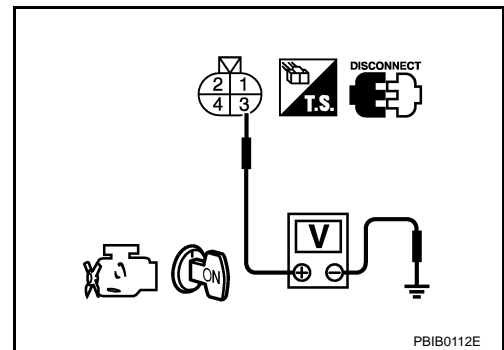 DISCONNECT
2 1
4 3
T.S.
V
+ −
ON
PBIB0112E